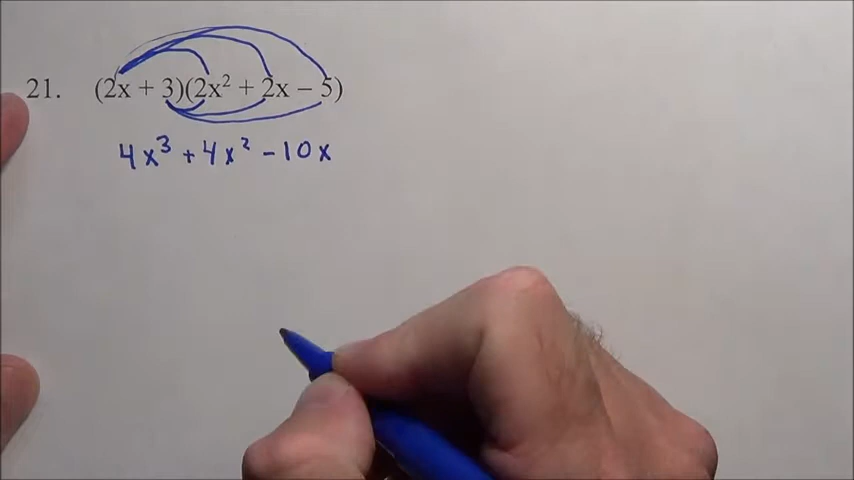 21. (2x + 3)(2x² + 2x − 5)
4x³ + 4x² - 10x